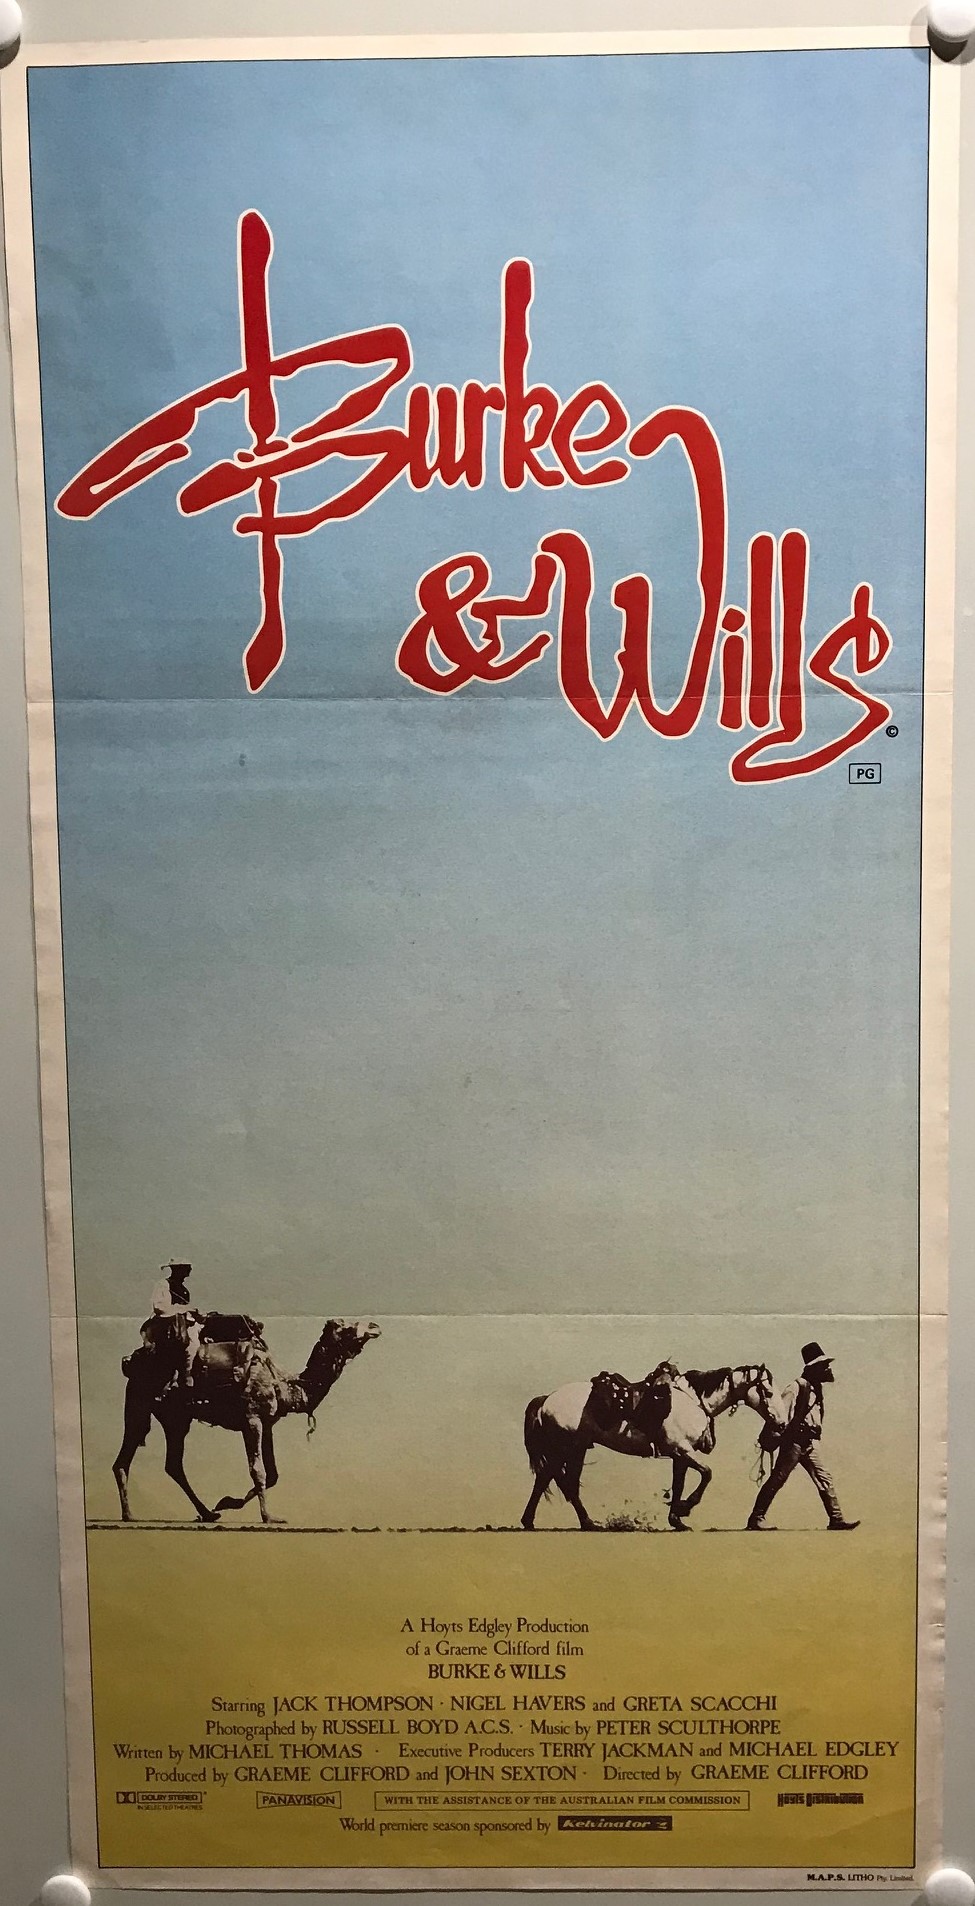 Burke
& Wills
©
PG
A Hoyts Edgley Production
of a Graeme Clifford film
BURKE & WILLS
Starring JACK THOMPSON · NIGEL HAVERS and GRETA SCACCHI
Photographed by RUSSELL BOYD A.C.S. · Music by PETER SCULTHORPE
Written by MICHAEL THOMAS · Executive Producers TERRY JACKMAN and MICHAEL EDGLEY
Produced by GRAEME CLIFFORD and JOHN SEXTON · Directed by GRAEME CLIFFORD
DOLBY STEREO
IN SELECTED THEATRES
PANAVISION
WITH THE ASSISTANCE OF THE AUSTRALIAN FILM COMMISSION
Hoyts Distribution
World premiere season sponsored by Kelvinator
M.A.P.S. LITHO Pty. Limited.